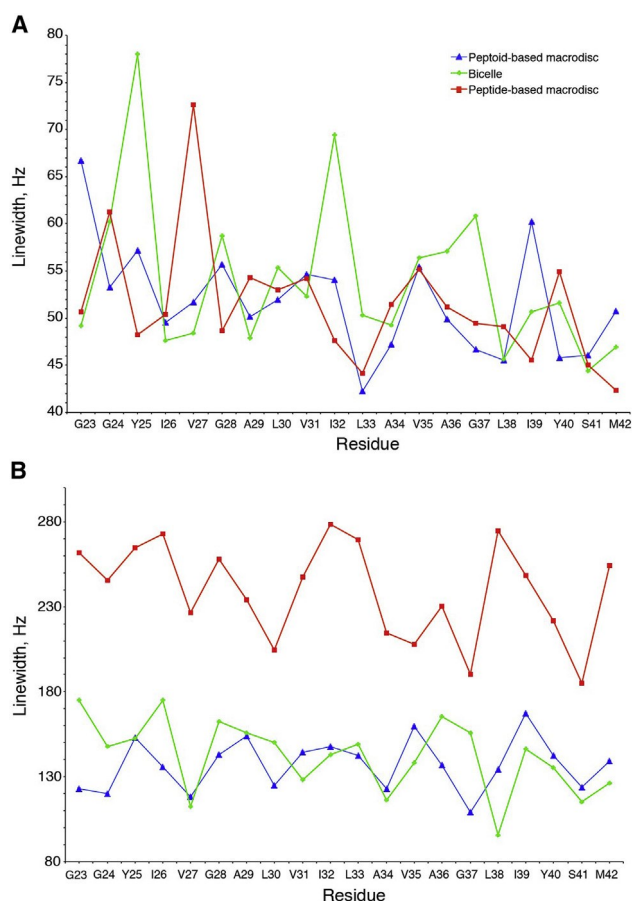 A
80
75
70
65
60
55
50
45
40
Linewidth, Hz
Peptoid-based macrodisc
Bicelle
Peptide-based macrodisc
G23 G24 Y25 I26 V27 G28 A29 L30 V31 I32 L33 A34 V35 A36 G37 L38 I39 Y40 S41 M42
Residue
B
280
230
180
130
80
Linewidth, Hz
G23 G24 Y25 I26 V27 G28 A29 L30 V31 I32 L33 A34 V35 A36 G37 L38 I39 Y40 S41 M42
Residue